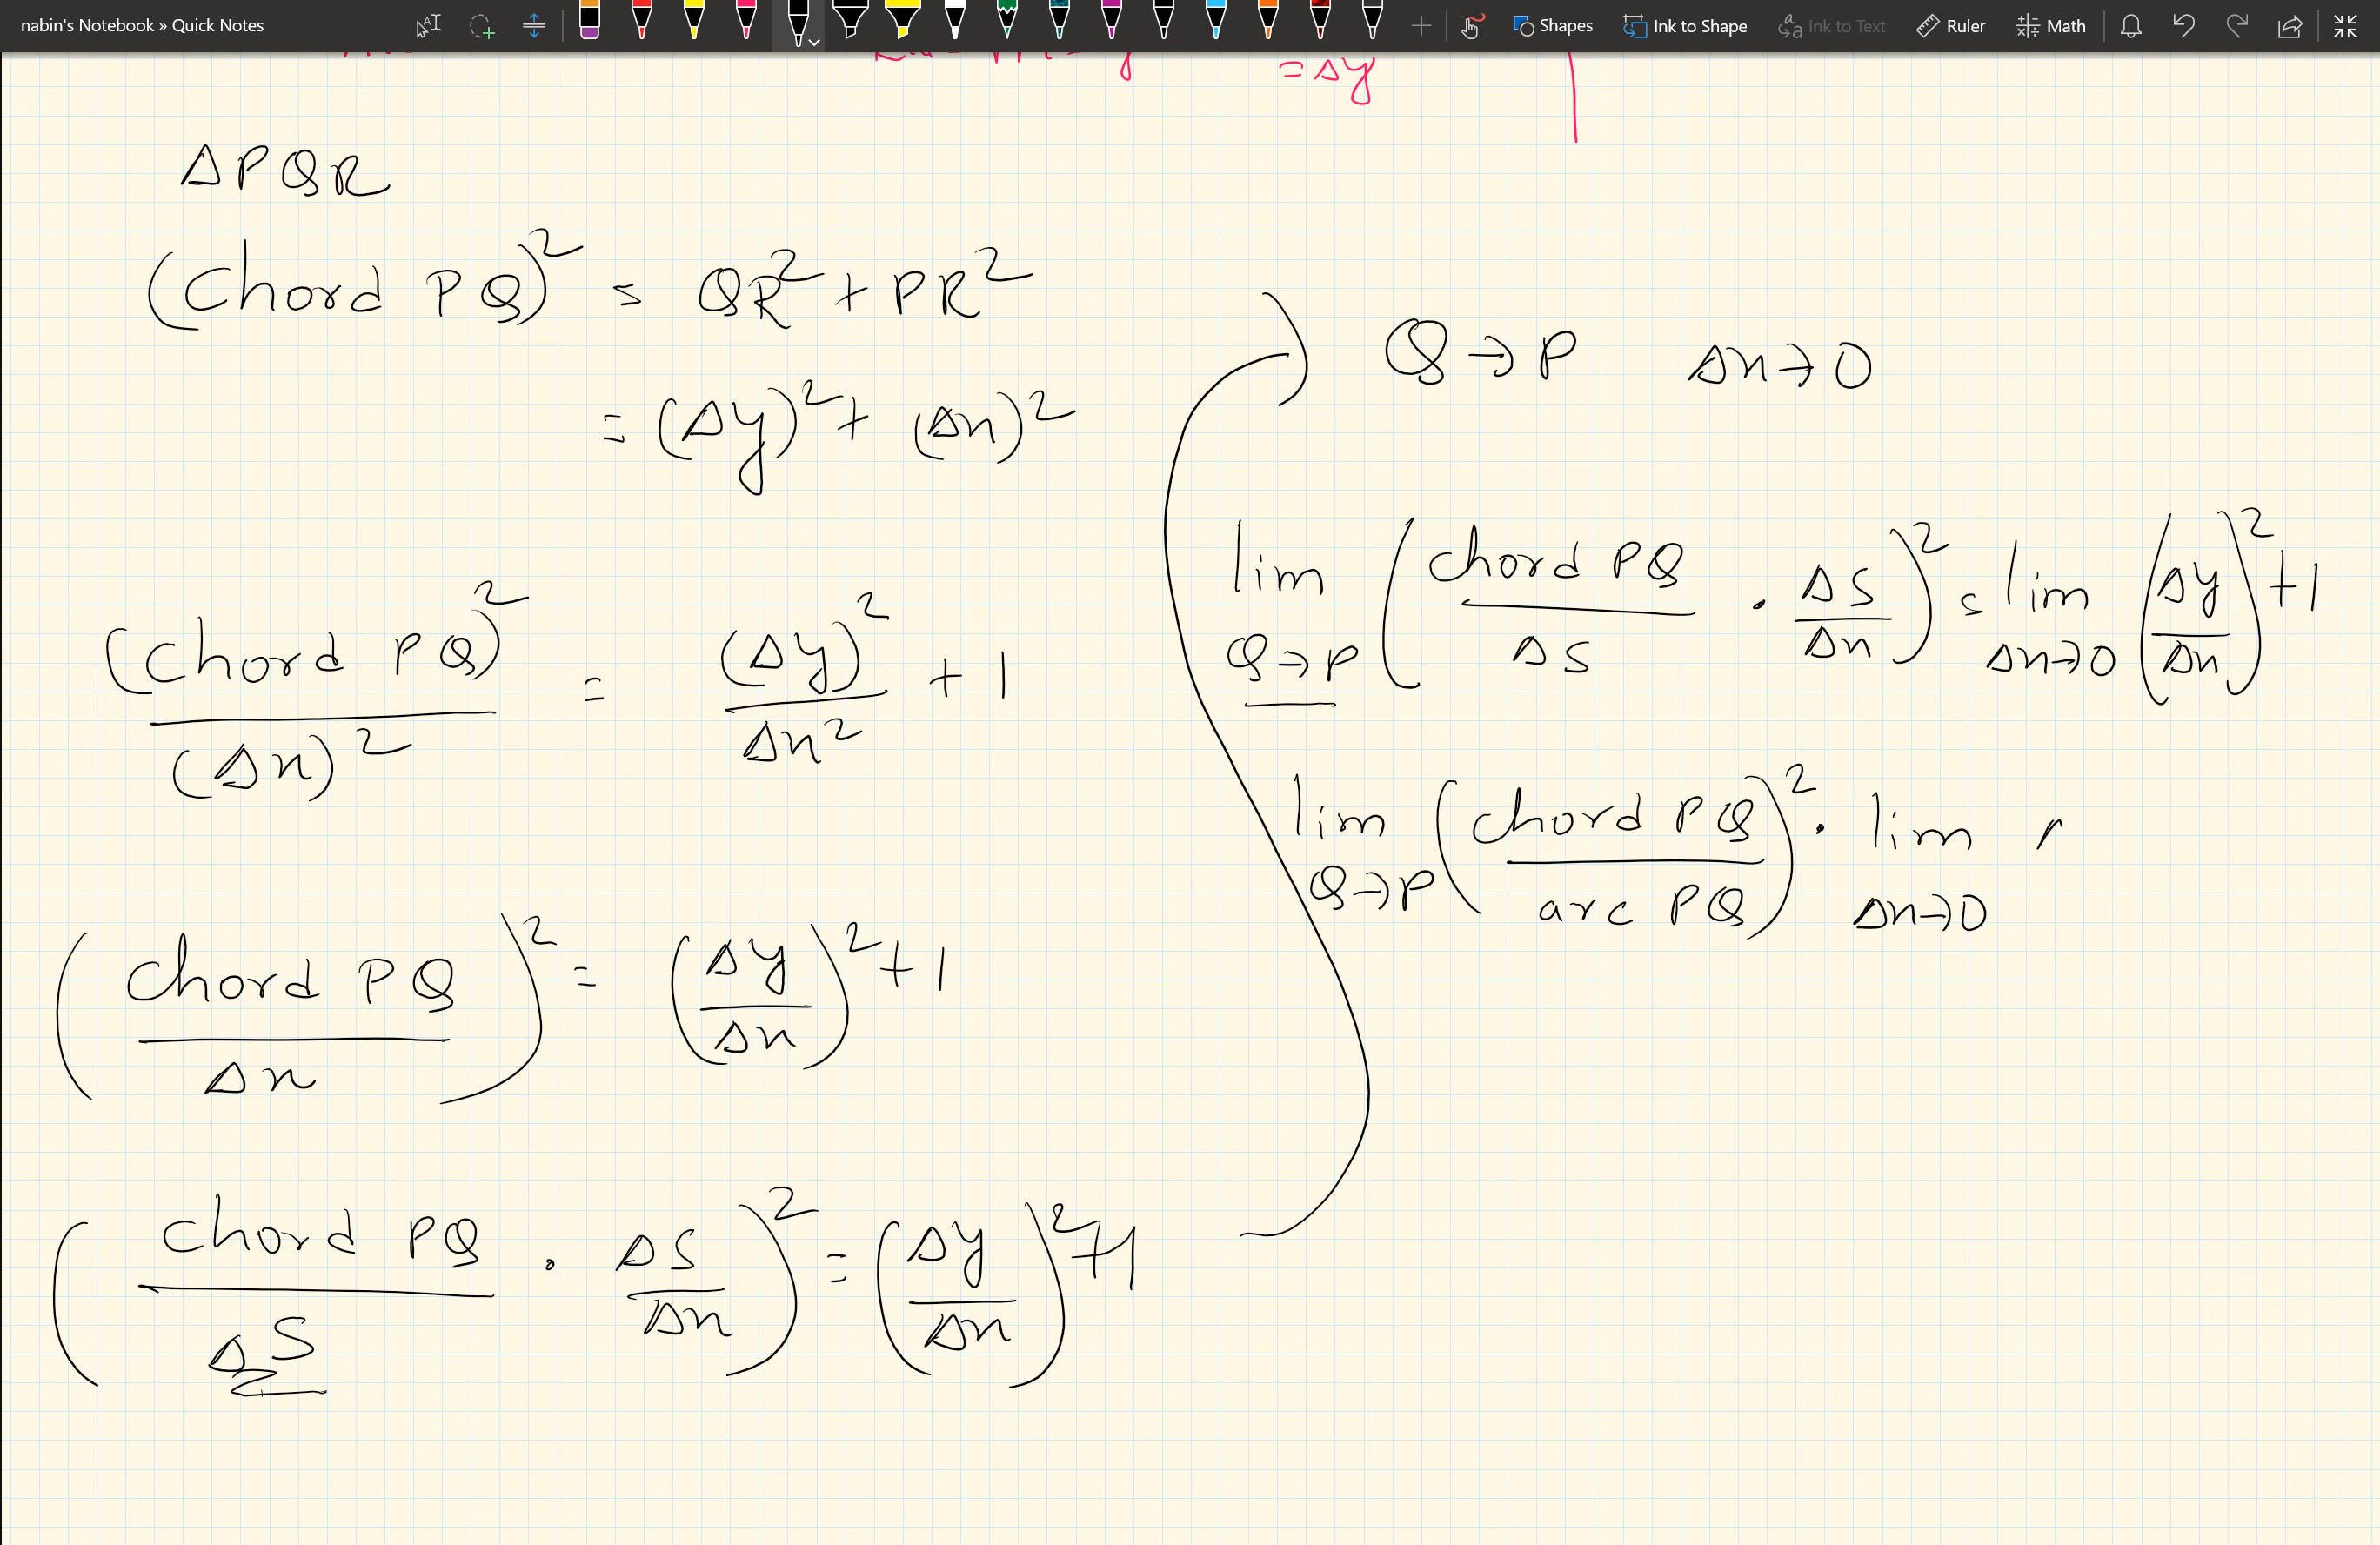 nabin's Notebook » Quick Notes
Shapes Ink to Shape Ink to Text Ruler Math
= Δy
ΔPQR
(Chord PQ)² = QR² + PR²
= (Δy)² + (Δx)²
(Chord PQ)² / (Δx)² = (Δy)² / Δx² + 1
(Chord PQ / Δx)² = (Δy / Δx)² + 1
(Chord PQ / ΔS · ΔS / Δx)² = (Δy / Δx)² + 1
Q → P Δx → 0
lim Q → P (chord PQ / ΔS · ΔS / Δx)² = lim Δx → 0 (Δy / Δx)² + 1
lim Q → P (chord PQ / arc PQ)² · lim Δx → 0